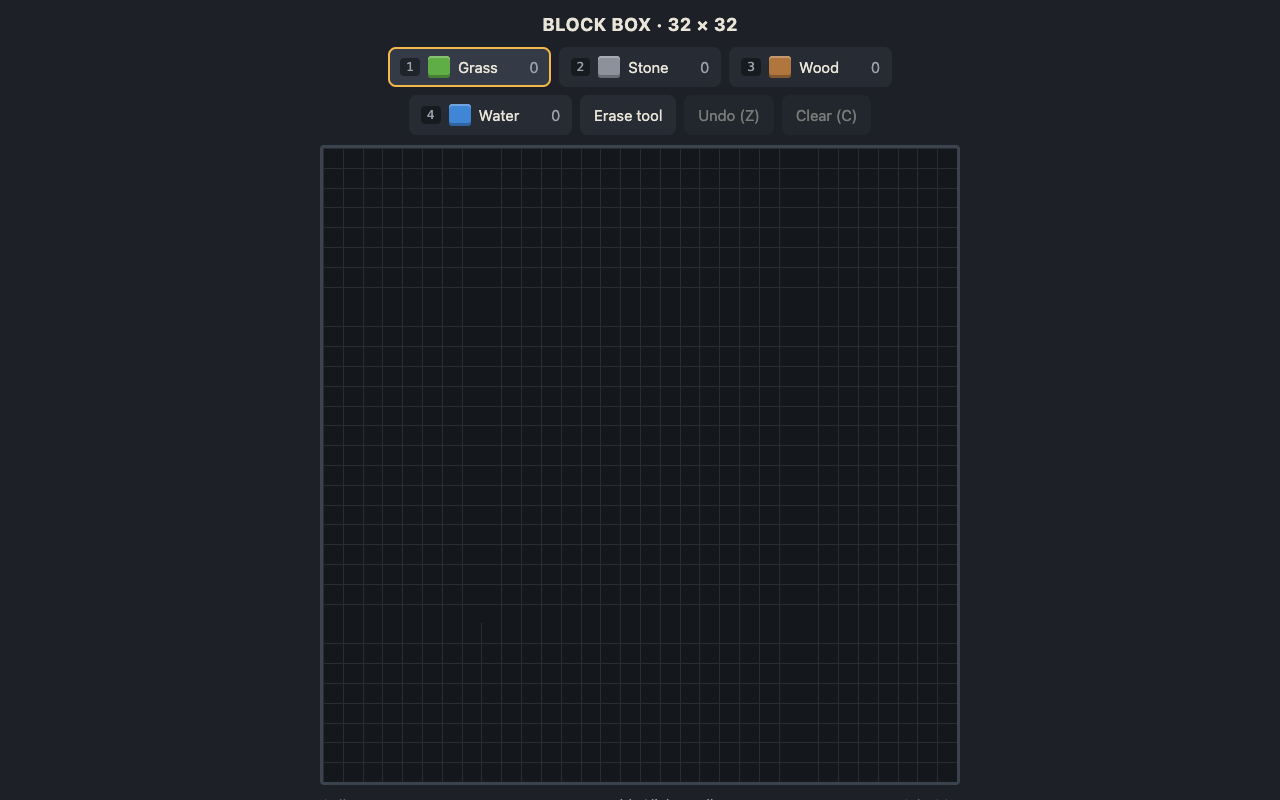 BLOCK BOX · 32 × 32
1 Grass 0 2 Stone 0 3 Wood 0
4 Water 0 Erase tool Undo (Z) Clear (C)